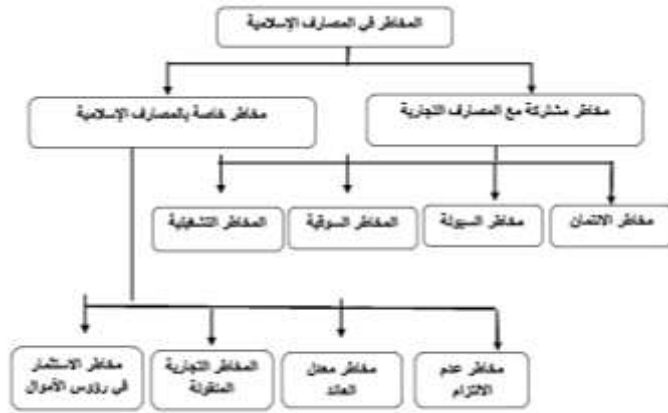 المخاطر في المصارف الإسلامية
مخاطر مشتركة مع المصارف التجارية
مخاطر خاصة بالمصارف الإسلامية
مخاطر الائتمان
مخاطر السيولة
المخاطر السوقية
المخاطر التشغيلية
مخاطر عدم
الالتزام
مخاطر معدل
العائد
المخاطر التجارية
المنقولة
مخاطر الاستثمار
في رؤوس الأموال